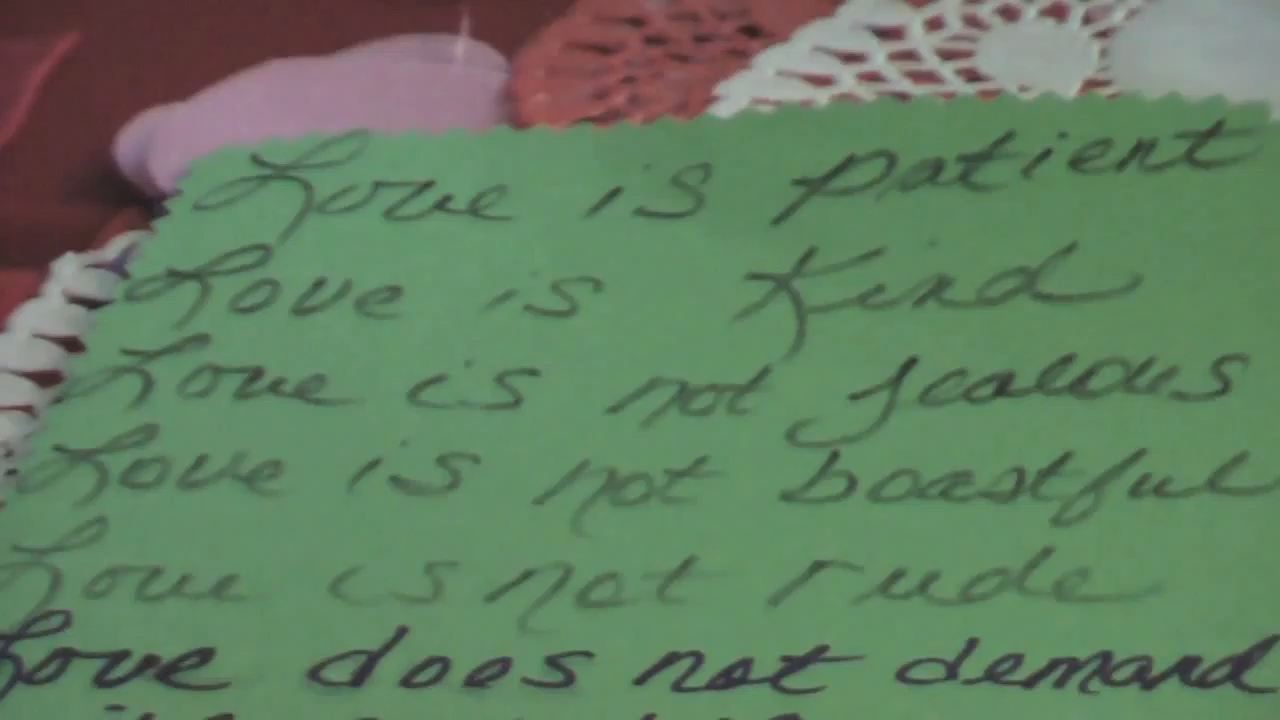 Love is patient
Love is Kind
Love is not jealous
Love is not boastful
Love is not rude
Love does not demand